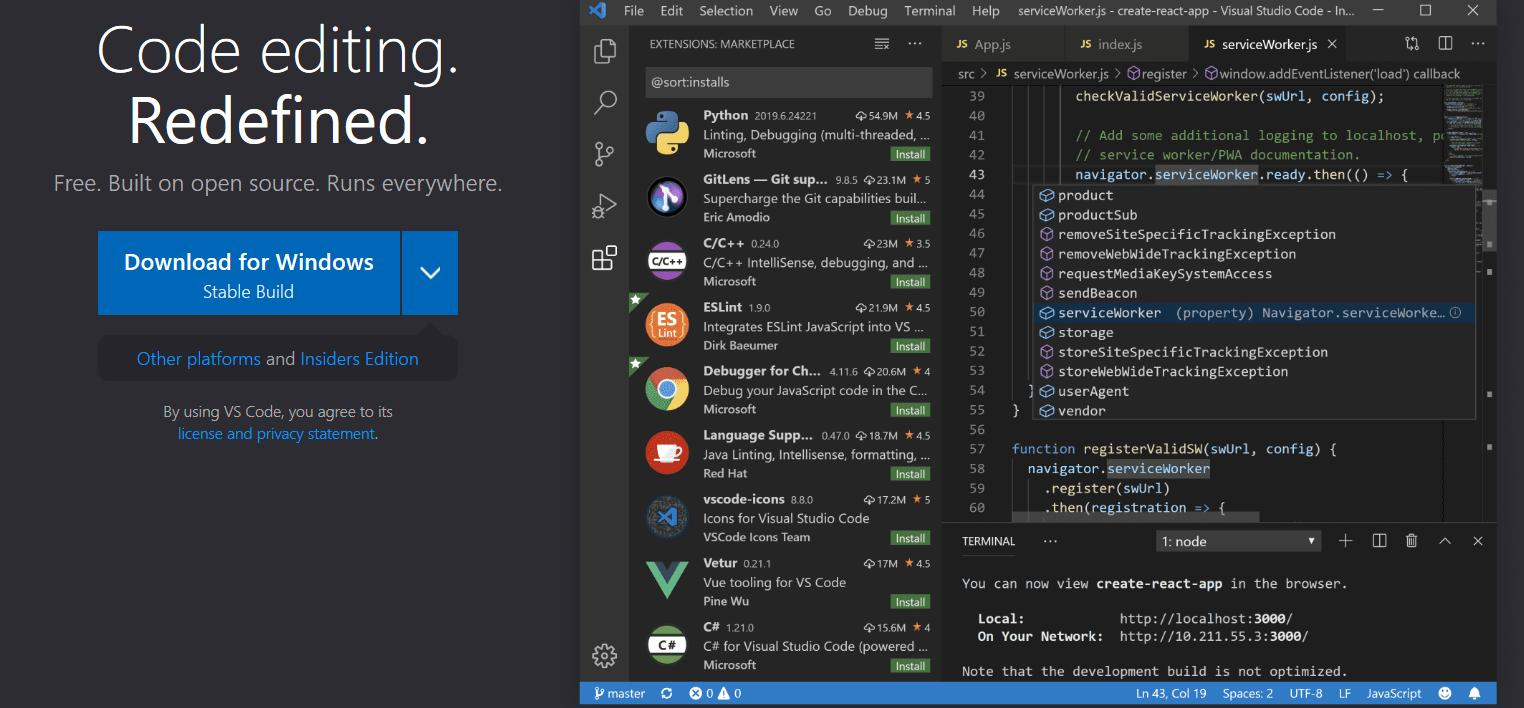 Code editing.
Redefined.
Free. Built on open source. Runs everywhere.
Download for Windows
Stable Build
Other platforms and Insiders Edition
By using VS Code, you agree to its
license and privacy statement.
File Edit Selection View Go Debug Terminal Help serviceWorker.js - create-react-app - Visual Studio Code - In...
EXTENSIONS: MARKETPLACE ...
@sort:installs
Python 2019.6.24221 54.9M ★ 4.5
Linting, Debugging (multi-threaded, ...
Microsoft Install
GitLens — Git sup... 9.8.5 23.1M ★ 5
Supercharge the Git capabilities buil...
Eric Amodio Install
C/C++
C/C++ 0.24.0 23M ★ 3.5
C/C++ IntelliSense, debugging, and ...
Microsoft Install
ES
Lint
ESLint 1.9.0 21.9M ★ 4.5
Integrates ESLint JavaScript into VS ...
Dirk Baeumer Install
Debugger for Ch... 4.11.6 20.6M ★ 4
Debug your JavaScript code in the C...
Microsoft Install
Language Supp... 0.47.0 18.7M ★ 4.5
Java Linting, Intellisense, formatting, ...
Red Hat Install
vscode-icons 8.8.0 17.2M ★ 5
Icons for Visual Studio Code
VSCode Icons Team Install
Vetur 0.21.1 17M ★ 4.5
Vue tooling for VS Code
Pine Wu Install
C#
C# 1.21.0 15.6M ★ 4
C# for Visual Studio Code (powered ...
Microsoft Install
JS App.js JS index.js JS serviceWorker.js ...
src > JS serviceWorker.js > register > window.addEventListener('load') callback
39 checkValidServiceWorker(swUrl, config);
40
41 // Add some additional logging to localhost, po
42 // service worker/PWA documentation.
43 navigator.serviceWorker.ready.then(() => {
44 product
45 productSub
46 removeSiteSpecificTrackingException
47 removeWebWideTrackingException
48 requestMediaKeySystemAccess
49 sendBeacon
50 serviceWorker (property) Navigator.serviceWorke...
51 storage
52 storeSiteSpecificTrackingException
53 storeWebWideTrackingException
54 } userAgent
55 } vendor
56
57 function registerValidSW(swUrl, config) {
58 navigator.serviceWorker
59 .register(swUrl)
60 .then(registration => {
TERMINAL ... 1: node
You can now view create-react-app in the browser.
Local: http://localhost:3000/
On Your Network: http://10.211.55.3:3000/
Note that the development build is not optimized.
master 0 0 Ln 43, Col 19 Spaces: 2 UTF-8 LF JavaScript